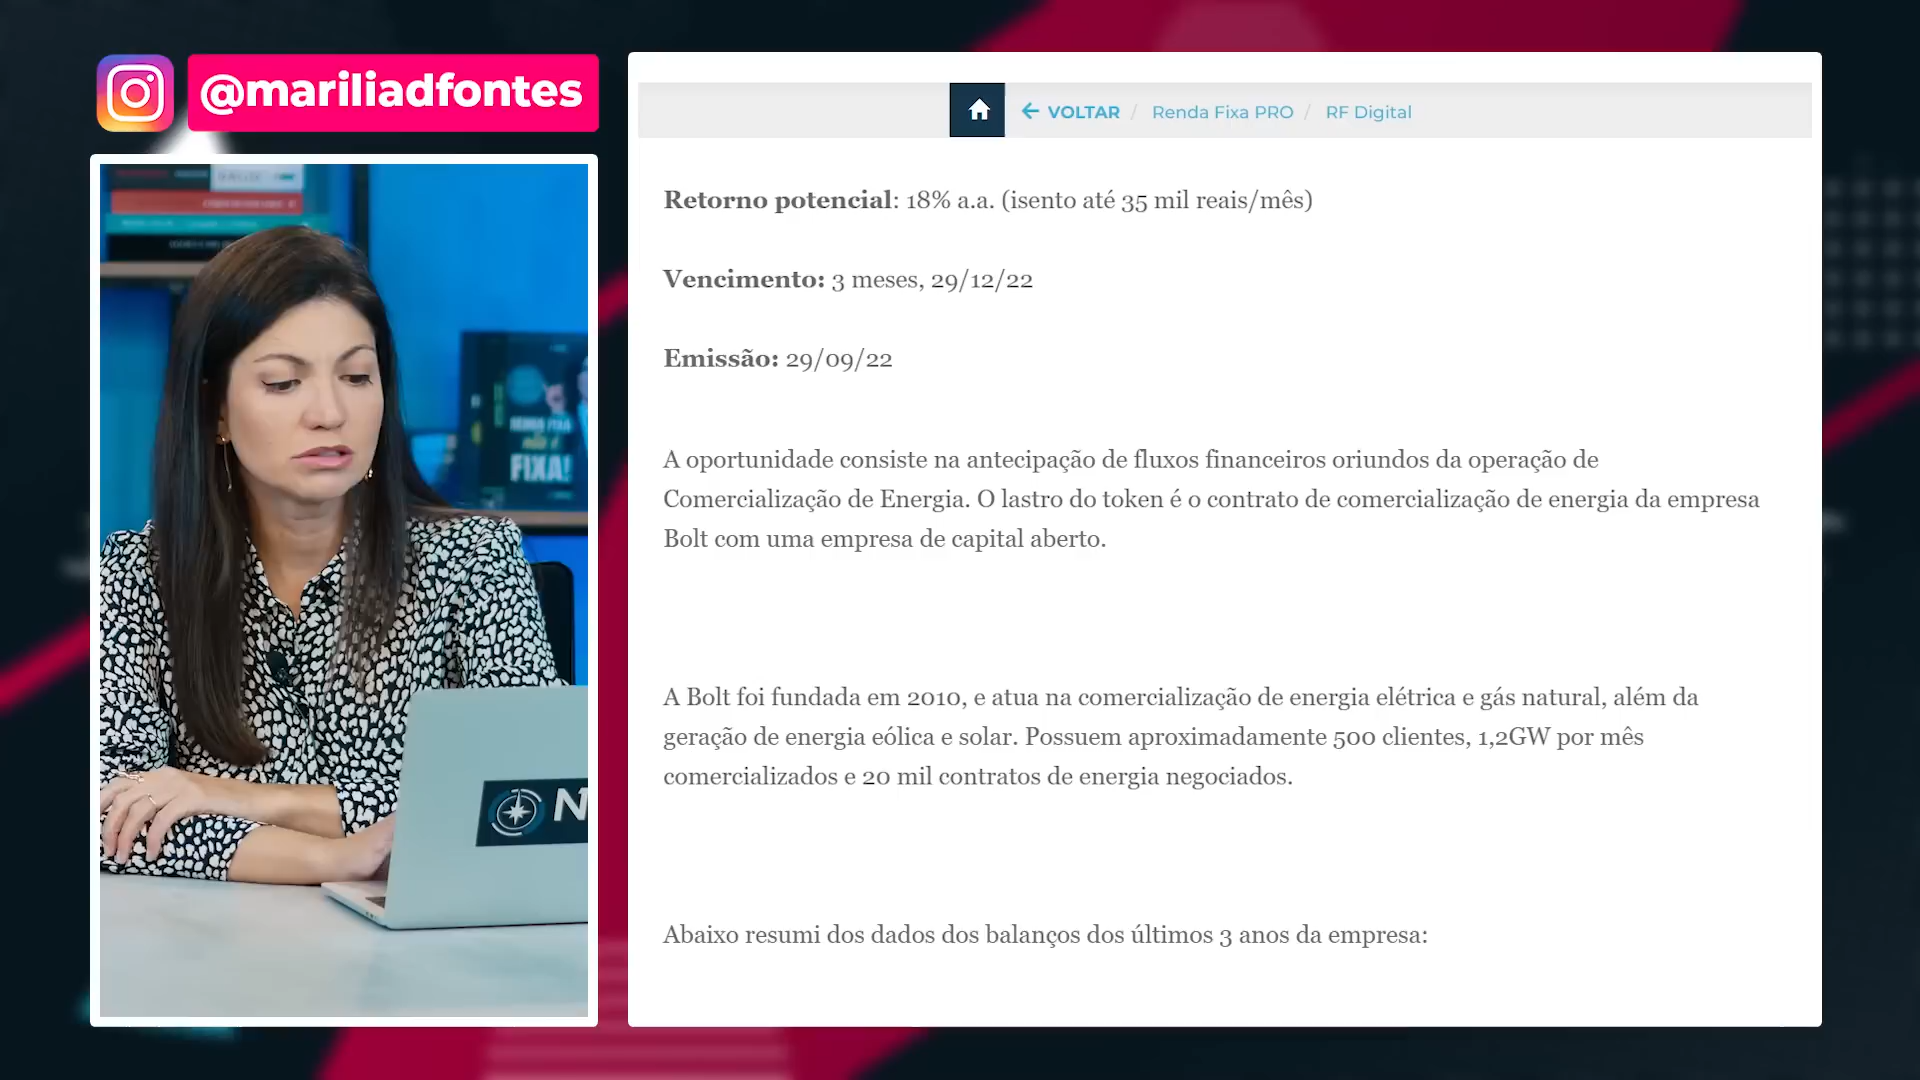 @mariliadfontes
VOLTAR / Renda Fixa PRO / RF Digital
Retorno potencial: 18% a.a. (isento até 35 mil reais/mês)
Vencimento: 3 meses, 29/12/22
Emissão: 29/09/22
A oportunidade consiste na antecipação de fluxos financeiros oriundos da operação de
Comercialização de Energia. O lastro do token é o contrato de comercialização de energia da empresa
Bolt com uma empresa de capital aberto.
A Bolt foi fundada em 2010, e atua na comercialização de energia elétrica e gás natural, além da
geração de energia eólica e solar. Possuem aproximadamente 500 clientes, 1,2GW por mês
comercializados e 20 mil contratos de energia negociados.
Abaixo resumi dos dados dos balanços dos últimos 3 anos da empresa:
RENDA FIXA
não é
FIXA!
N